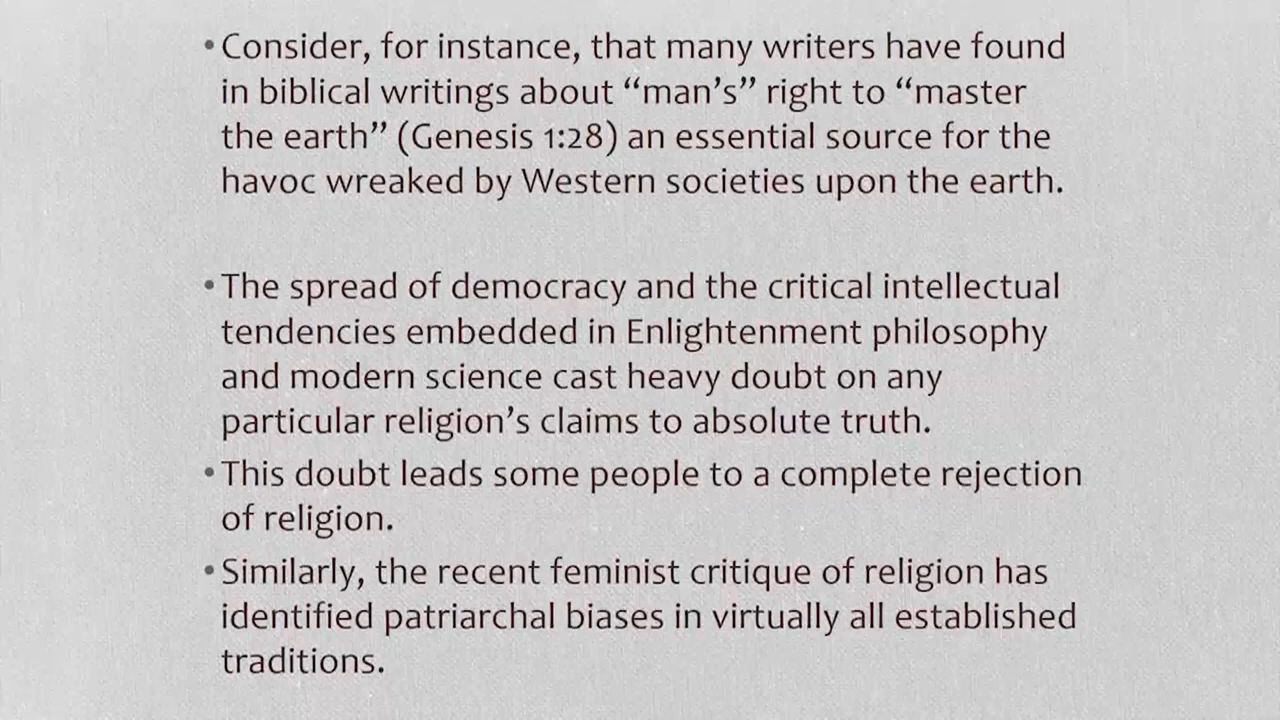 • Consider, for instance, that many writers have found
in biblical writings about “man’s” right to “master
the earth” (Genesis 1:28) an essential source for the
havoc wreaked by Western societies upon the earth.
• The spread of democracy and the critical intellectual
tendencies embedded in Enlightenment philosophy
and modern science cast heavy doubt on any
particular religion’s claims to absolute truth.
• This doubt leads some people to a complete rejection
of religion.
• Similarly, the recent feminist critique of religion has
identified patriarchal biases in virtually all established
traditions.